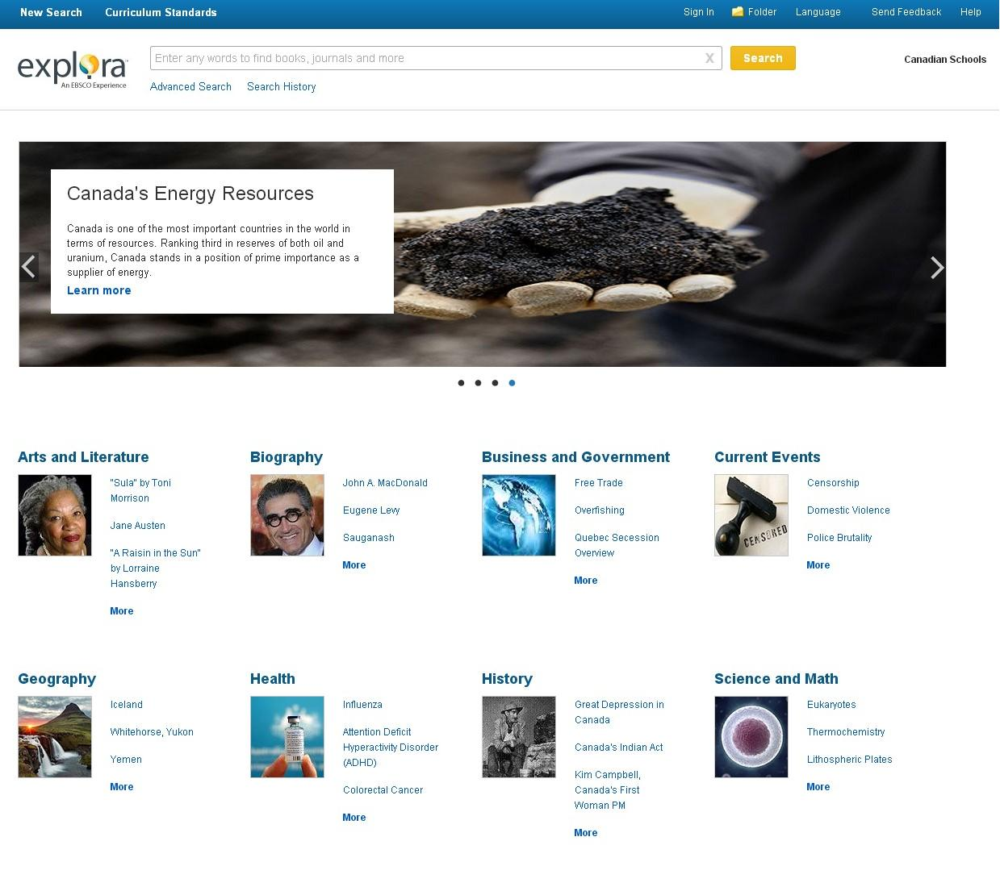 New Search Curriculum Standards Sign In Folder Language Send Feedback Help
explora
An EBSCO Experience
Enter any words to find books, journals and more X Search
Canadian Schools
Advanced Search Search History
Canada's Energy Resources
Canada is one of the most important countries in the world in
terms of resources. Ranking third in reserves of both oil and
uranium, Canada stands in a position of prime importance as a
supplier of energy.
Learn more
Arts and Literature
"Sula" by Toni
Morrison
Jane Austen
"A Raisin in the Sun"
by Lorraine
Hansberry
More
Biography
John A. MacDonald
Eugene Levy
Sauganash
More
Business and Government
Free Trade
Overfishing
Quebec Secession
Overview
More
Current Events
CENSORED
Censorship
Domestic Violence
Police Brutality
More
Geography
Iceland
Whitehorse, Yukon
Yemen
More
Health
Influenza
Attention Deficit
Hyperactivity Disorder
(ADHD)
Colorectal Cancer
More
History
Great Depression in
Canada
Canada's Indian Act
Kim Campbell,
Canada's First
Woman PM
More
Science and Math
Eukaryotes
Thermochemistry
Lithospheric Plates
More